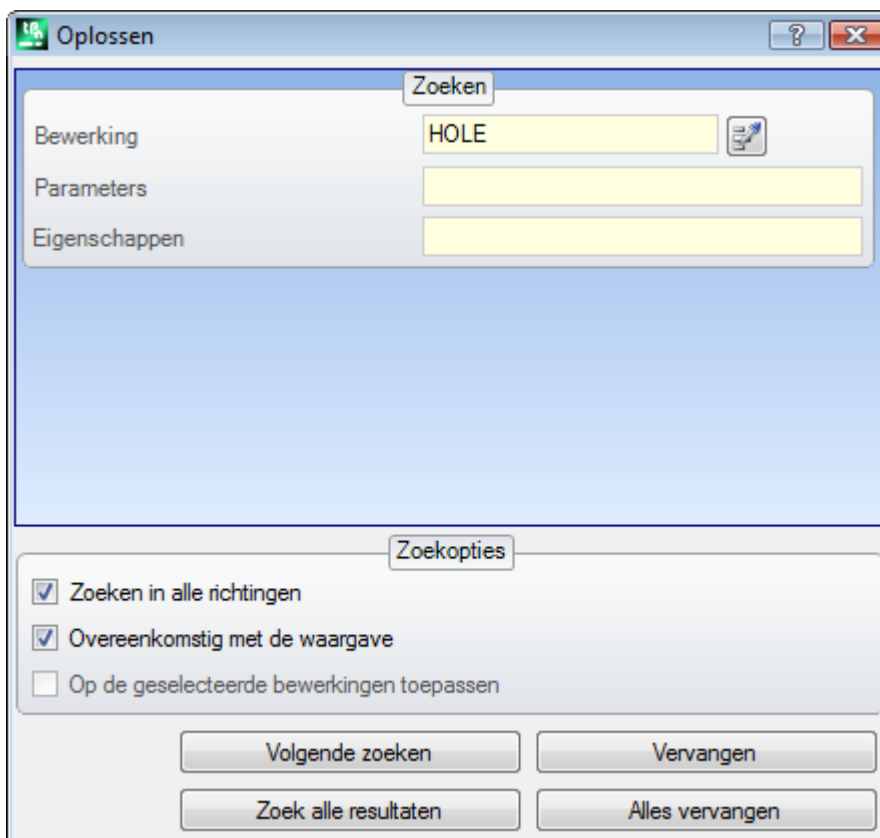 Oplossen
Zoeken
Bewerking HOLE
Parameters
Eigenschappen
Zoekopties
Zoeken in alle richtingen
Overeenkomstig met de waargave
Op de geselecteerde bewerkingen toepassen
Volgende zoeken Vervangen
Zoek alle resultaten Alles vervangen